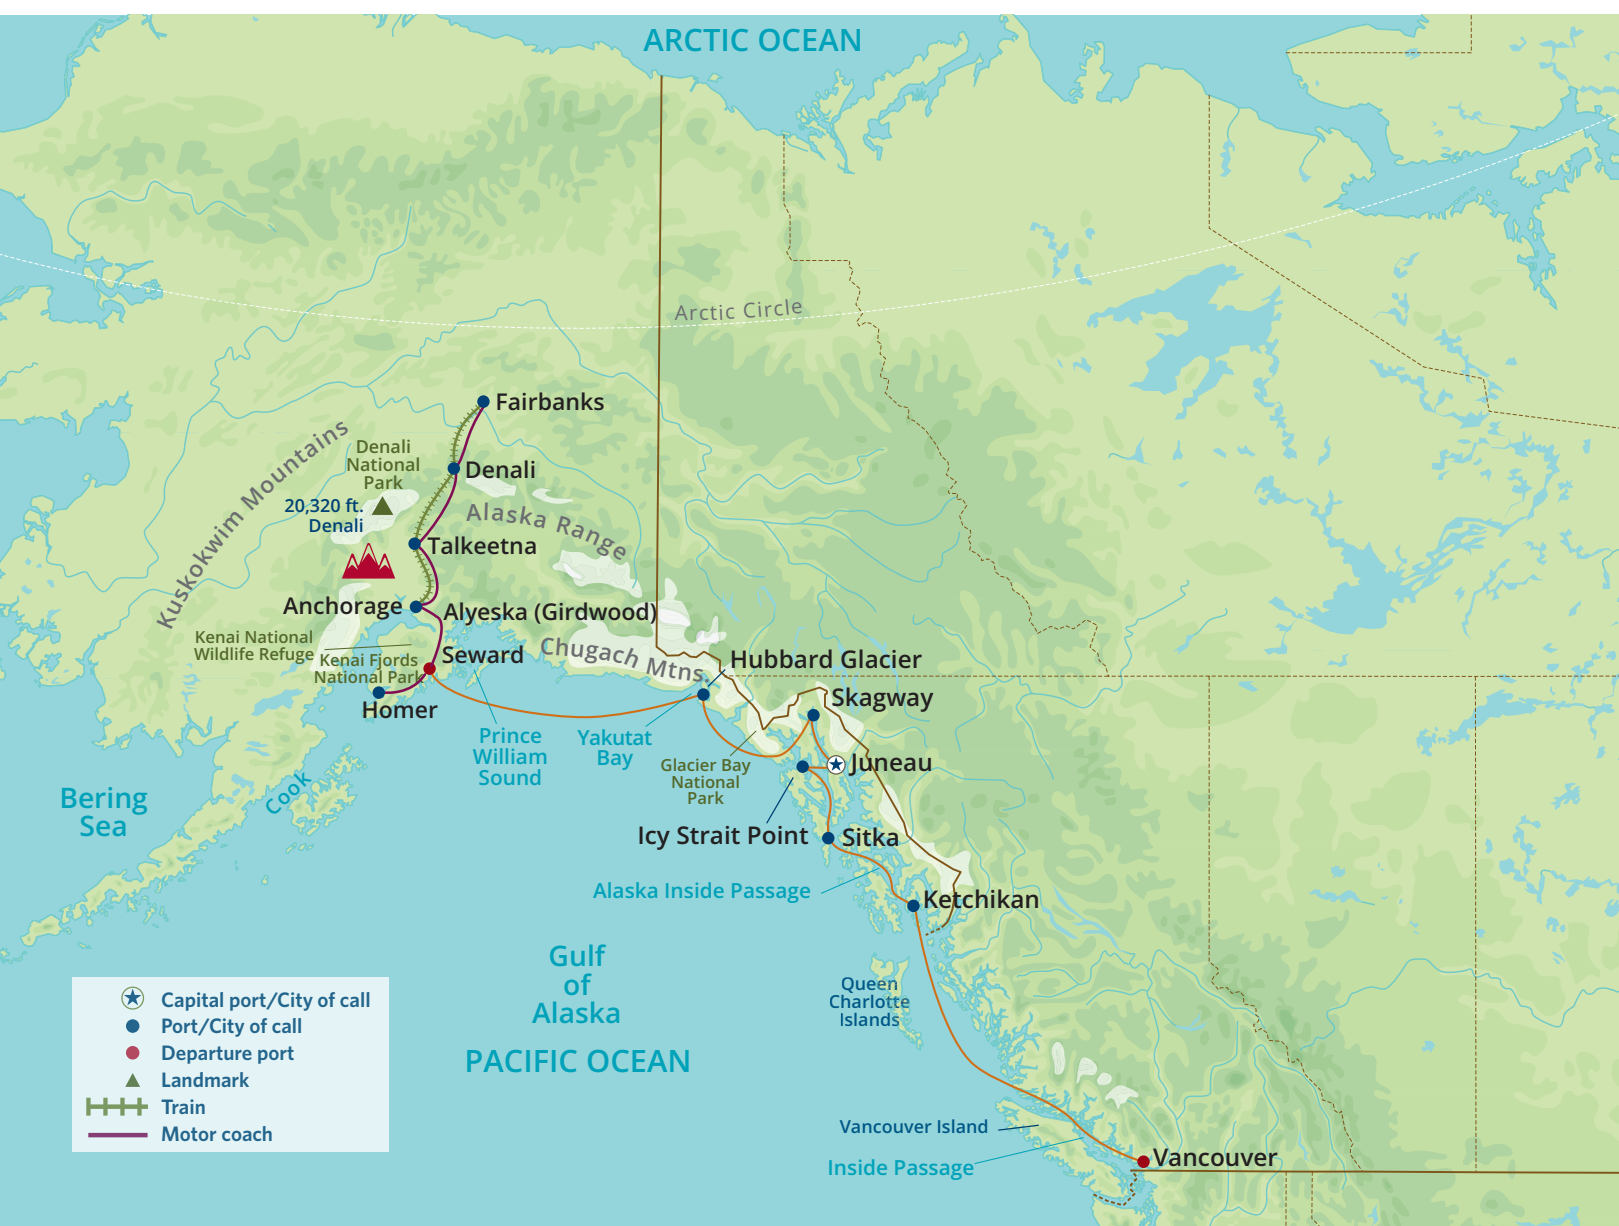 ARCTIC OCEAN
Arctic Circle
Fairbanks
Kuskokwim Mountains
Denali
National
Park
Denali
20,320 ft.
Denali
Alaska Range
Talkeetna
Anchorage
Alyeska (Girdwood)
Kenai National
Wildlife Refuge
Kenai Fjords
National Park
Seward
Chugach Mtns.
Hubbard Glacier
Homer
Skagway
Prince
William
Sound
Yakutat
Bay
Glacier Bay
National
Park
Juneau
Bering
Sea
Cook
Icy Strait Point
Sitka
Alaska Inside Passage
Ketchikan
Gulf
of
Alaska
Queen
Charlotte
Islands
PACIFIC OCEAN
Capital port/City of call
Port/City of call
Departure port
Landmark
Train
Motor coach
Vancouver Island
Inside Passage
Vancouver